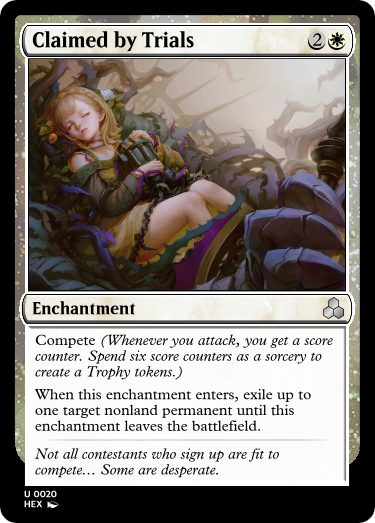 Claimed by Trials
2
Enchantment
Compete (Whenever you attack, you get a score
counter. Spend six score counters as a sorcery to
create a Trophy tokens.)
When this enchantment enters, exile up to
one target nonland permanent until this
enchantment leaves the battlefield.
Not all contestants who sign up are fit to
compete… Some are desperate.
U 0020
HEX